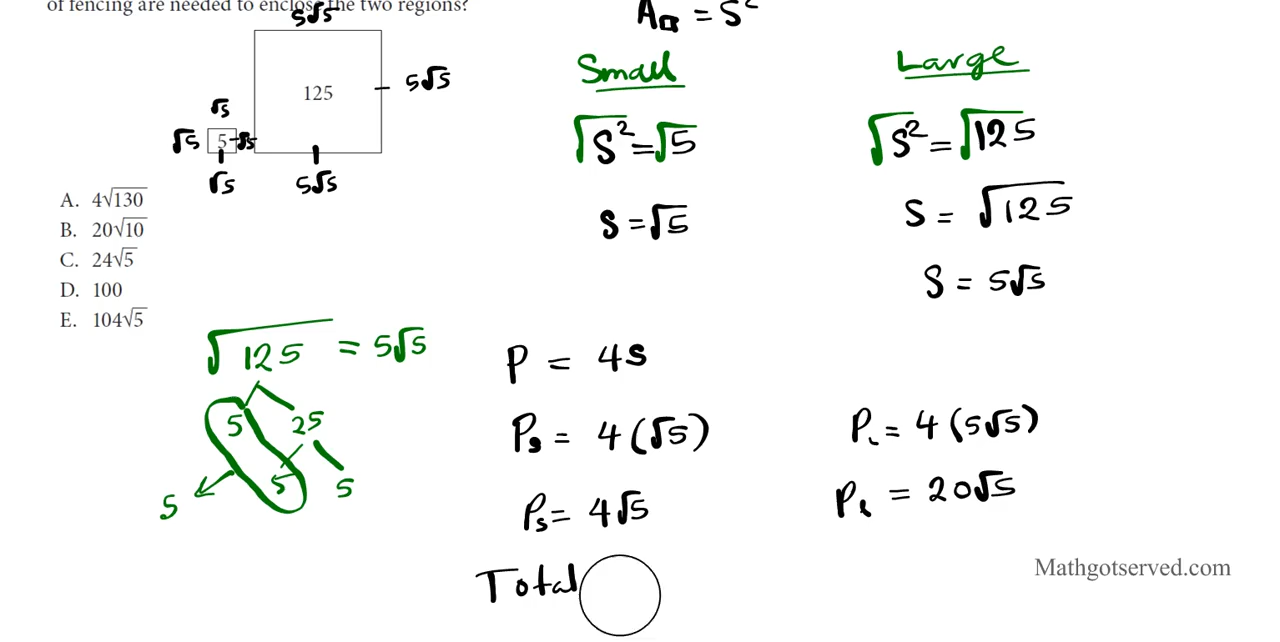 of fencing are needed to enclose the two regions?
A▫ = S²
5√5
Small
Large
125
5√5
√5
√5
5
√5
√5
5√5
√S² = √5
√S² = √125
A. 4√130
B. 20√10
C. 24√5
D. 100
E. 104√5
S = √5
S = √125
S = 5√5
√125 = 5√5
5 25
5 5
5
P = 4S
Ps = 4(√5)
PL = 4(5√5)
Ps = 4√5
PL = 20√5
Total
Mathgotserved.com